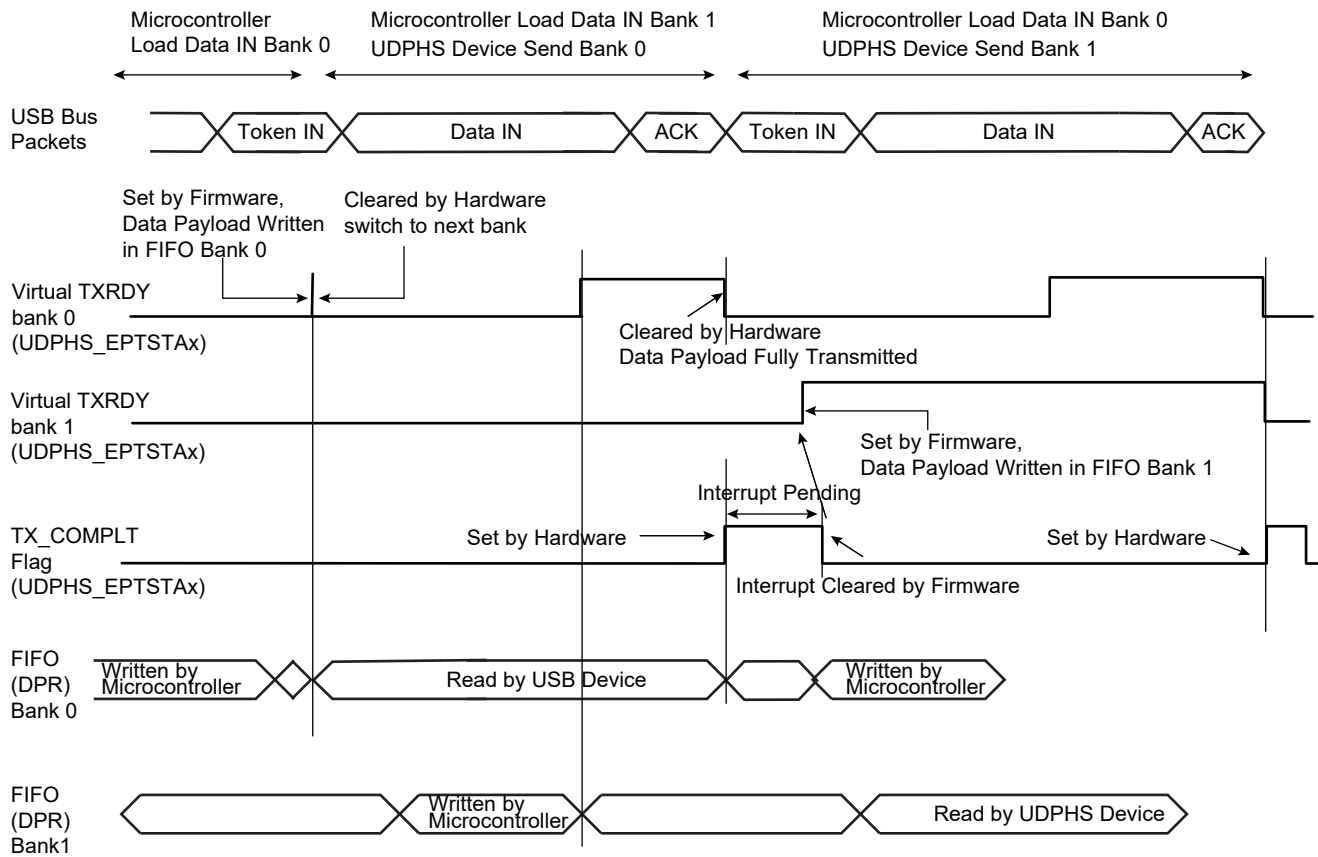 Microcontroller
Load Data IN Bank 0
Microcontroller Load Data IN Bank 1
UDPHS Device Send Bank 0
Microcontroller Load Data IN Bank 0
UDPHS Device Send Bank 1
USB Bus
Packets
Token IN
Data IN
ACK
Token IN
Data IN
ACK
Set by Firmware,
Data Payload Written
in FIFO Bank 0
Cleared by Hardware
switch to next bank
Virtual TXRDY
bank 0
(UDPHS_EPTSTAx)
Cleared by Hardware
Data Payload Fully Transmitted
Virtual TXRDY
bank 1
(UDPHS_EPTSTAx)
Set by Firmware,
Data Payload Written in FIFO Bank 1
Interrupt Pending
TX_COMPLT
Flag
(UDPHS_EPTSTAx)
Set by Hardware
Set by Hardware
Interrupt Cleared by Firmware
FIFO
(DPR)
Bank 0
Written by
Microcontroller
Read by USB Device
Written by
Microcontroller
FIFO
(DPR)
Bank1
Written by
Microcontroller
Read by UDPHS Device